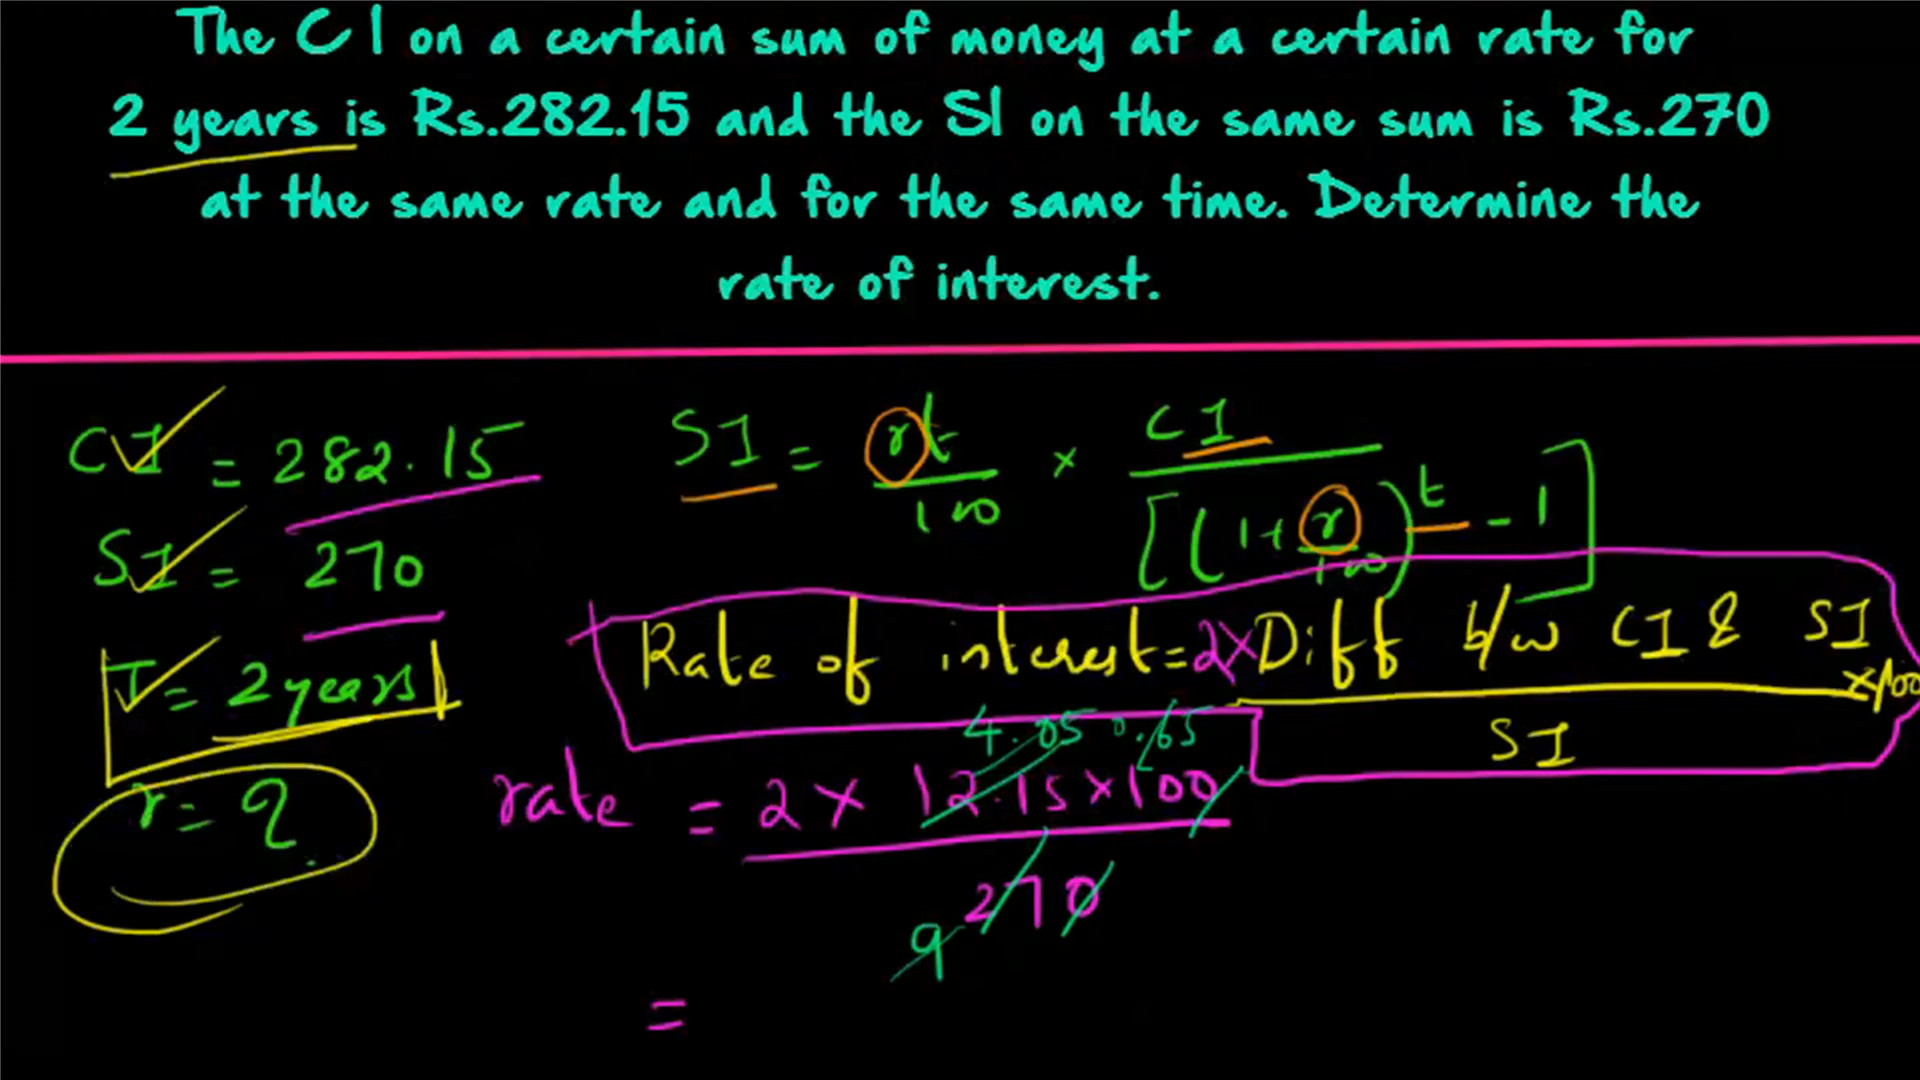 The CI on a certain sum of money at a certain rate for
2 years is Rs.282.15 and the SI on the same sum is Rs.270
at the same rate and for the same time. Determine the
rate of interest.
CI = 282.15
SI = rt/100 × CI/[(1+r/100)^t - 1]
SI = 270
T = 2 years
Rate of interest = 2× Diff b/w CI & SI / SI ×100
r = ?
4.05 0.65
rate = 2 × 12.15 × 100
270
9
=